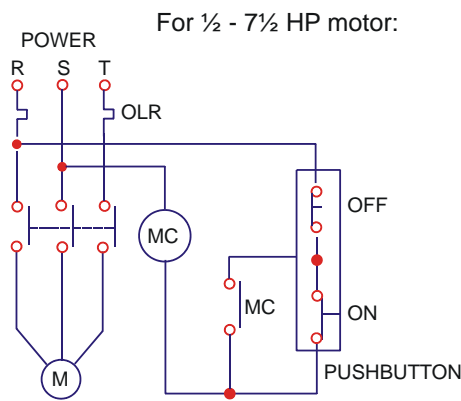 For ½ - 7½ HP motor:
POWER
R S T
OLR
OFF
MC
MC
ON
PUSHBUTTON
M